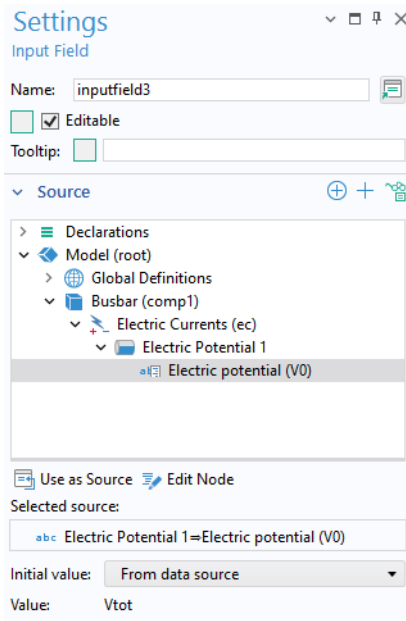 Settings
Input Field
Name: inputfield3
Editable
Tooltip:
Source
Declarations
Model (root)
Global Definitions
Busbar (comp1)
Electric Currents (ec)
Electric Potential 1
Electric potential (V0)
Use as Source Edit Node
Selected source:
abc Electric Potential 1⇒Electric potential (V0)
Initial value: From data source
Value: Vtot